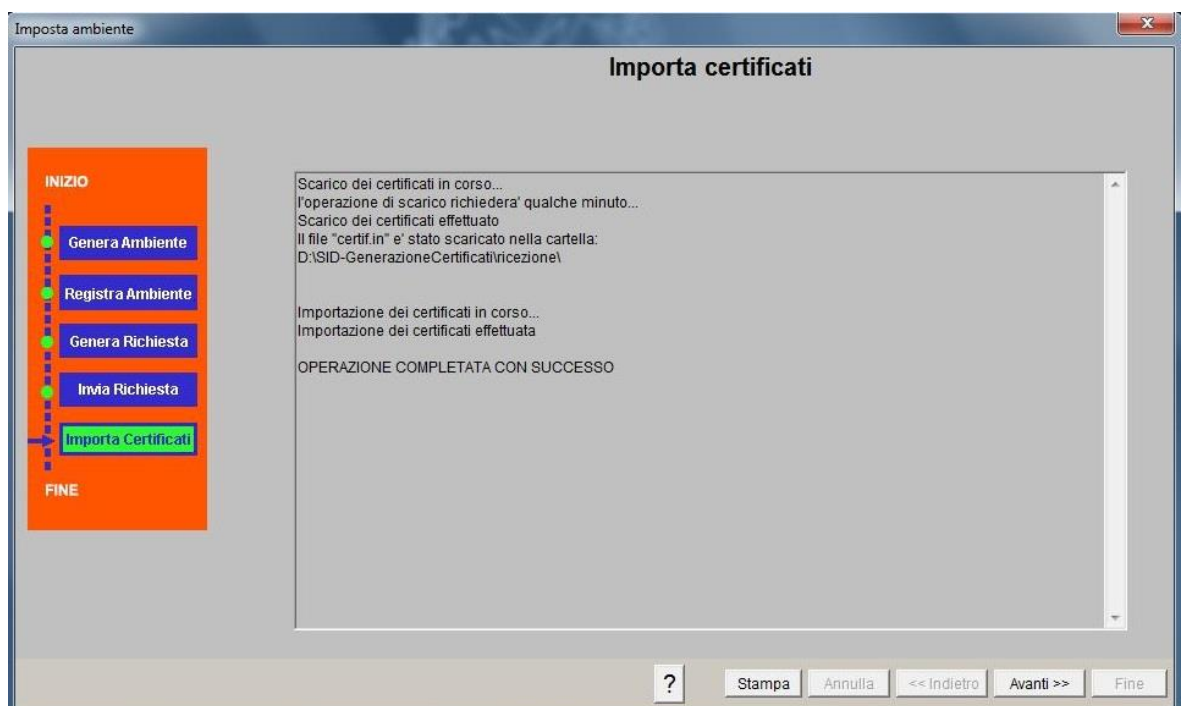 Imposta ambiente
x
Importa certificati
INIZIO
Genera Ambiente
Registra Ambiente
Genera Richiesta
Invia Richiesta
Importa Certificati
FINE
Scarico dei certificati in corso...
l'operazione di scarico richiedera' qualche minuto...
Scarico dei certificati effettuato
Il file "certif.in" e' stato scaricato nella cartella:
D:\SID-GenerazioneCertificati\ricezione\
Importazione dei certificati in corso...
Importazione dei certificati effettuata
OPERAZIONE COMPLETATA CON SUCCESSO
? Stampa Annulla << Indietro Avanti >> Fine